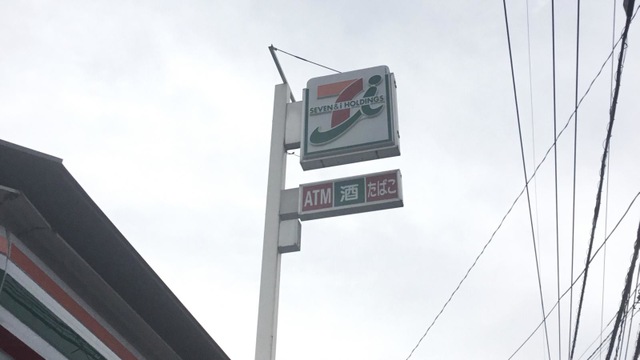 7i
SEVEN & i HOLDINGS
ATM 酒 たばこ